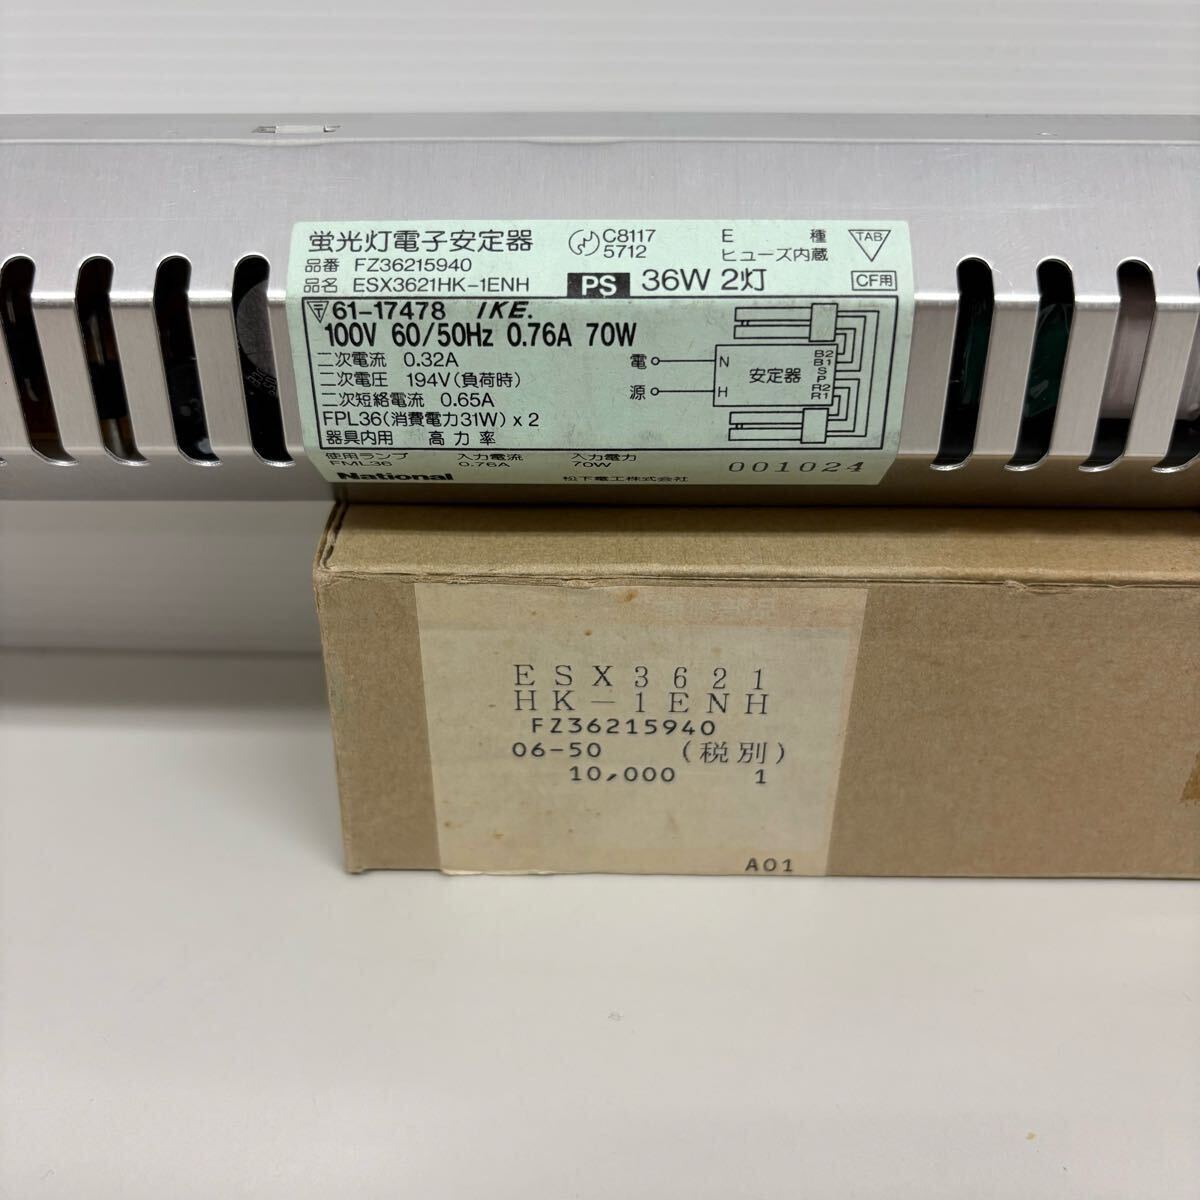 蛍光灯電子安定器
品番 FZ36215940
品名 ESX3621HK-1ENH
C8117
5712
E 種
ヒューズ内蔵
TAB
PS 36W 2灯
CF用
〒 61-17478 IKE.
100V 60/50Hz 0.76A 70W
二次電流 0.32A
二次電圧 194V(負荷時)
二次短絡電流 0.65A
FPL36(消費電力31W) x 2
器具内用 高力率
電 N
源 H
安定器
B2
B1
S
P
R2
R1
使用ランプ 入力電流 入力電力
FML36 0.76A 70W
001024
National 松下電工株式会社
ESX3621
HK-1ENH
FZ36215940
06-50 (税別)
10,000 1
A01